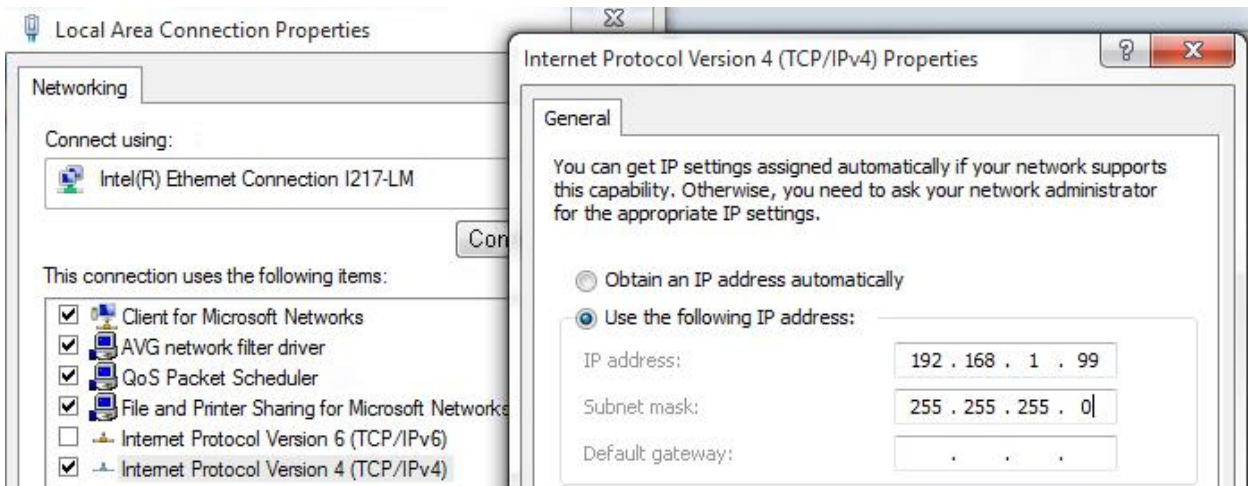 Local Area Connection Properties
Networking
Connect using:
Intel(R) Ethernet Connection I217-LM
This connection uses the following items:
Client for Microsoft Networks
AVG network filter driver
QoS Packet Scheduler
File and Printer Sharing for Microsoft Networks
Internet Protocol Version 6 (TCP/IPv6)
Internet Protocol Version 4 (TCP/IPv4)
Internet Protocol Version 4 (TCP/IPv4) Properties
General
You can get IP settings assigned automatically if your network supports
this capability. Otherwise, you need to ask your network administrator
for the appropriate IP settings.
Obtain an IP address automatically
Use the following IP address:
IP address: 192 . 168 . 1 . 99
Subnet mask: 255 . 255 . 255 . 0
Default gateway: . . .